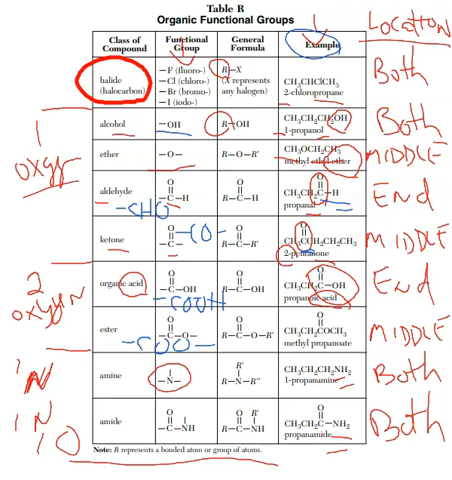 Table R
Organic Functional Groups
Location
Class of Compound
Functional Group
General Formula
Example
halide (halocarbon)
—F (fluoro-)
—Cl (chloro-)
—Br (bromo-)
—I (iodo-)
R—X
(X represents any halogen)
CH3CHClCH3
2-chloropropane
Both
1 oxygen
alcohol
—OH
R—OH
CH3CH2CH2OH
1-propanol
Both
ether
—O—
R—O—R'
CH3OCH2CH3
methyl ethyl ether
MIDDLE
aldehyde
O
—C—H
-CHO
O
R—C—H
O
CH3CH2C—H
propanal
End
ketone
O
—C—
-CO-
O
R—C—R'
O
CH3CCH2CH2CH3
2-pentanone
MIDDLE
2 oxygen
organic acid
O
—C—OH
-COOH
O
R—C—OH
O
CH3CH2C—OH
propanoic acid
End
ester
O
—C—O—
-COO-
O
R—C—O—R'
O
CH3CH2COCH3
methyl propanoate
MIDDLE
1 N
amine
—N—
R'
R—N—R''
CH3CH2CH2NH2
1-propanamine
Both
1 N
1 O
amide
O
—C—NH
O R'
R—C—NH
O
CH3CH2C—NH2
propanamide
Both
Note: R represents a bonded atom or group of atoms.